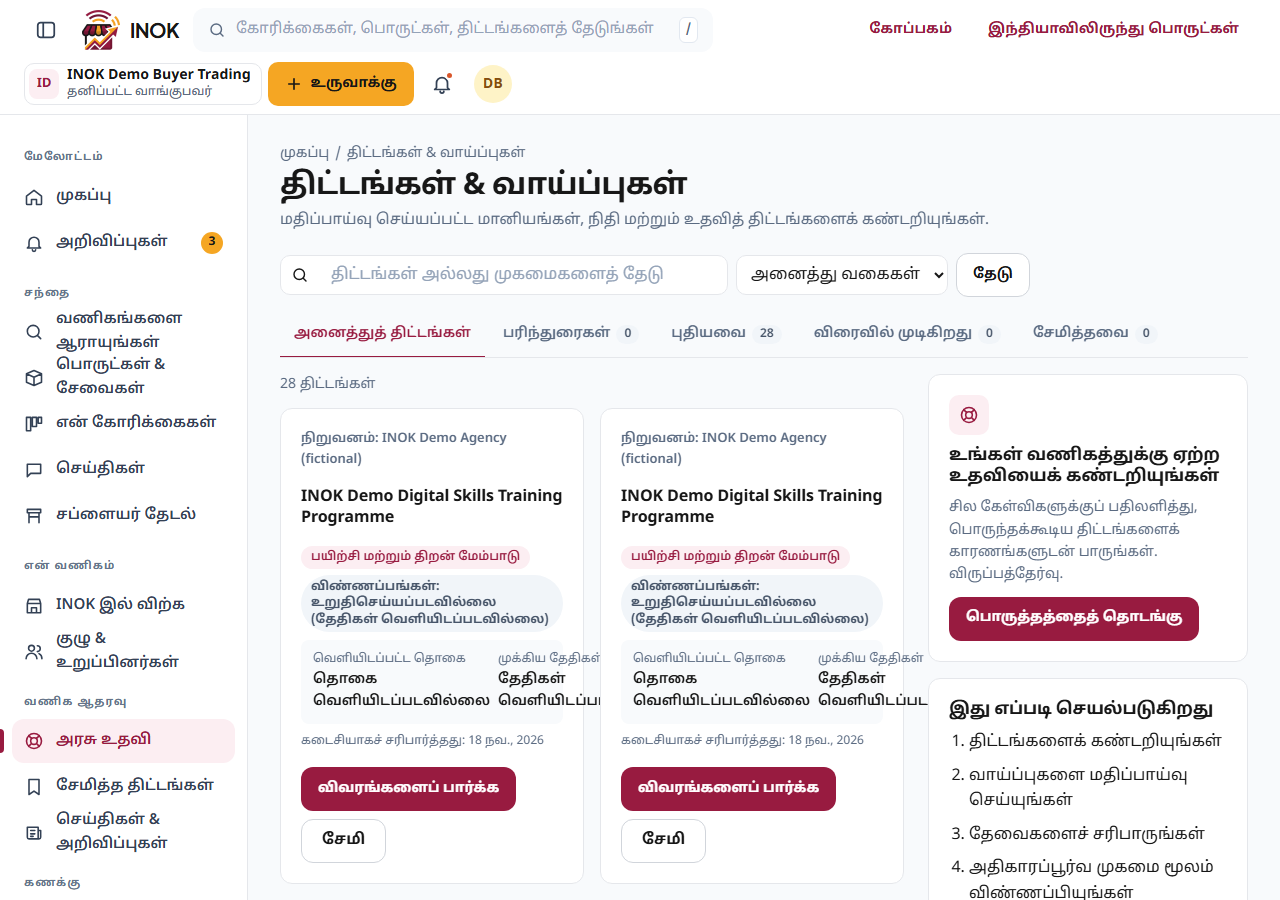 INOK
கோரிக்கைகள், பொருட்கள், திட்டங்களைத் தேடுங்கள்
/
கோப்பகம்
இந்தியாவிலிருந்து பொருட்கள்
ID
INOK Demo Buyer Trading
தனிப்பட்ட வாங்குபவர்
+ உருவாக்கு
DB
மேலோட்டம்
முகப்பு
அறிவிப்புகள்
3
சந்தை
வணிகங்களை
ஆராயுங்கள்
பொருட்கள் &
சேவைகள்
என் கோரிக்கைகள்
செய்திகள்
சப்ளையர் தேடல்
என் வணிகம்
INOK இல் விற்க
குழு &
உறுப்பினர்கள்
வணிக ஆதரவு
அரசு உதவி
சேமித்த திட்டங்கள்
செய்திகள் &
அறிவிப்புகள்
கணக்கு
முகப்பு / திட்டங்கள் & வாய்ப்புகள்
திட்டங்கள் & வாய்ப்புகள்
மதிப்பாய்வு செய்யப்பட்ட மானியங்கள், நிதி மற்றும் உதவித் திட்டங்களைக் கண்டறியுங்கள்.
திட்டங்கள் அல்லது முகமைகளைத் தேடு
அனைத்து வகைகள்
தேடு
அனைத்துத் திட்டங்கள்
பரிந்துரைகள் 0
புதியவை 28
விரைவில் முடிகிறது 0
சேமித்தவை 0
28 திட்டங்கள்
நிறுவனம்: INOK Demo Agency
(fictional)
INOK Demo Digital Skills Training
Programme
பயிற்சி மற்றும் திறன் மேம்பாடு
விண்ணப்பங்கள்:
உறுதிசெய்யப்படவில்லை
(தேதிகள் வெளியிடப்படவில்லை)
வெளியிடப்பட்ட தொகை
தொகை
வெளியிடப்படவில்லை
முக்கிய தேதிகள்
தேதிகள்
கடைசியாகச் சரிபார்த்தது: 18 நவ., 2026
விவரங்களைப் பார்க்க
சேமி
நிறுவனம்: INOK Demo Agency
(fictional)
INOK Demo Digital Skills Training
Programme
பயிற்சி மற்றும் திறன் மேம்பாடு
விண்ணப்பங்கள்:
உறுதிசெய்யப்படவில்லை
(தேதிகள் வெளியிடப்படவில்லை)
வெளியிடப்பட்ட தொகை
தொகை
வெளியிடப்படவில்லை
முக்கிய தேதிகள்
தேதிகள்
கடைசியாகச் சரிபார்த்தது: 18 நவ., 2026
விவரங்களைப் பார்க்க
சேமி
உங்கள் வணிகத்துக்கு ஏற்ற
உதவியைக் கண்டறியுங்கள்
சில கேள்விகளுக்குப் பதிலளித்து,
பொருந்தக்கூடிய திட்டங்களைக்
காரணங்களுடன் பாருங்கள்.
விருப்பத்தேர்வு.
பொருத்தத்தைத் தொடங்கு
இது எப்படி செயல்படுகிறது
1. திட்டங்களைக் கண்டறியுங்கள்
2. வாய்ப்புகளை மதிப்பாய்வு
செய்யுங்கள்
3. தேவைகளைச் சரிபாருங்கள்
4. அதிகாரப்பூர்வ முகமை மூலம்
விண்ணப்பியுங்கள்